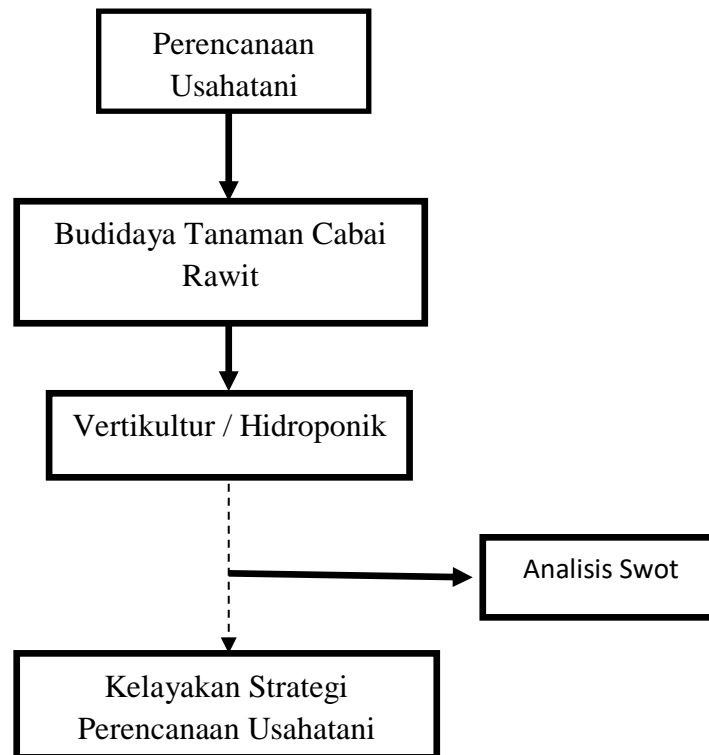 Perencanaan
Usahatani
Budidaya Tanaman Cabai
Rawit
Vertikultur / Hidroponik
Analisis Swot
Kelayakan Strategi
Perencanaan Usahatani